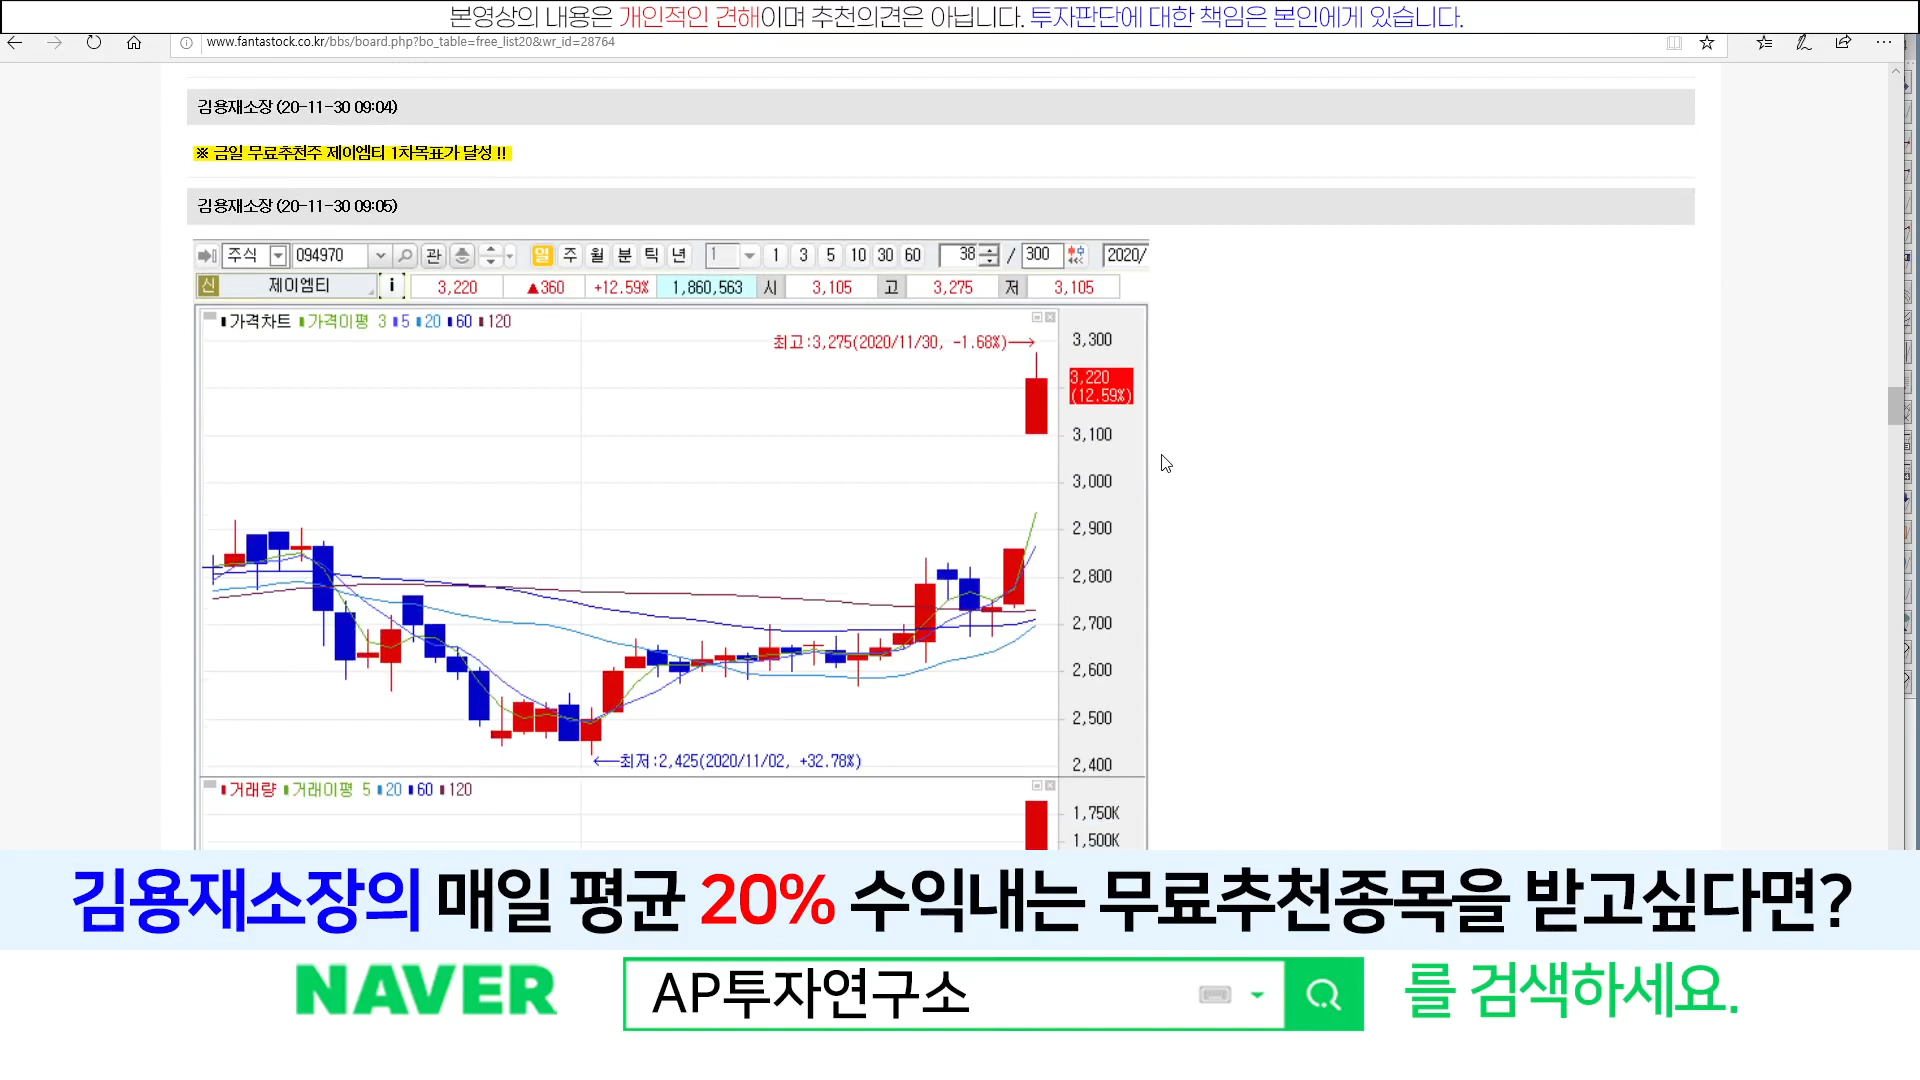 본영상의 내용은 개인적인 견해이며 추천의견은 아닙니다. 투자판단에 대한 책임은 본인에게 있습니다.
www.fantastock.co.kr/bbs/board.php?bo_table=free_list20&wr_id=28764
김용재소장 (20-11-30 09:04)
※ 금일 무료추천주 제이엠티 1차목표가 달성 !!
김용재소장 (20-11-30 09:05)
주식 094970 관 일 주 월 분 틱 년 1 1 3 5 10 30 60 38 / 300 2020/
신 제이엠티 i 3,220 ▲360 +12.59% 1,860,563 시 3,105 고 3,275 저 3,105
가격차트 가격이평 3 5 20 60 120
최고:3,275(2020/11/30, -1.68%)→
3,300
3,220
(12.59%)
3,100
3,000
2,900
2,800
2,700
2,600
2,500
2,400
←최저:2,425(2020/11/02, +32.78%)
거래량 거래이평 5 20 60 120
1,750K
1,500K
김용재소장의 매일 평균 20% 수익내는 무료추천종목을 받고싶다면?
NAVER AP투자연구소 를 검색하세요.